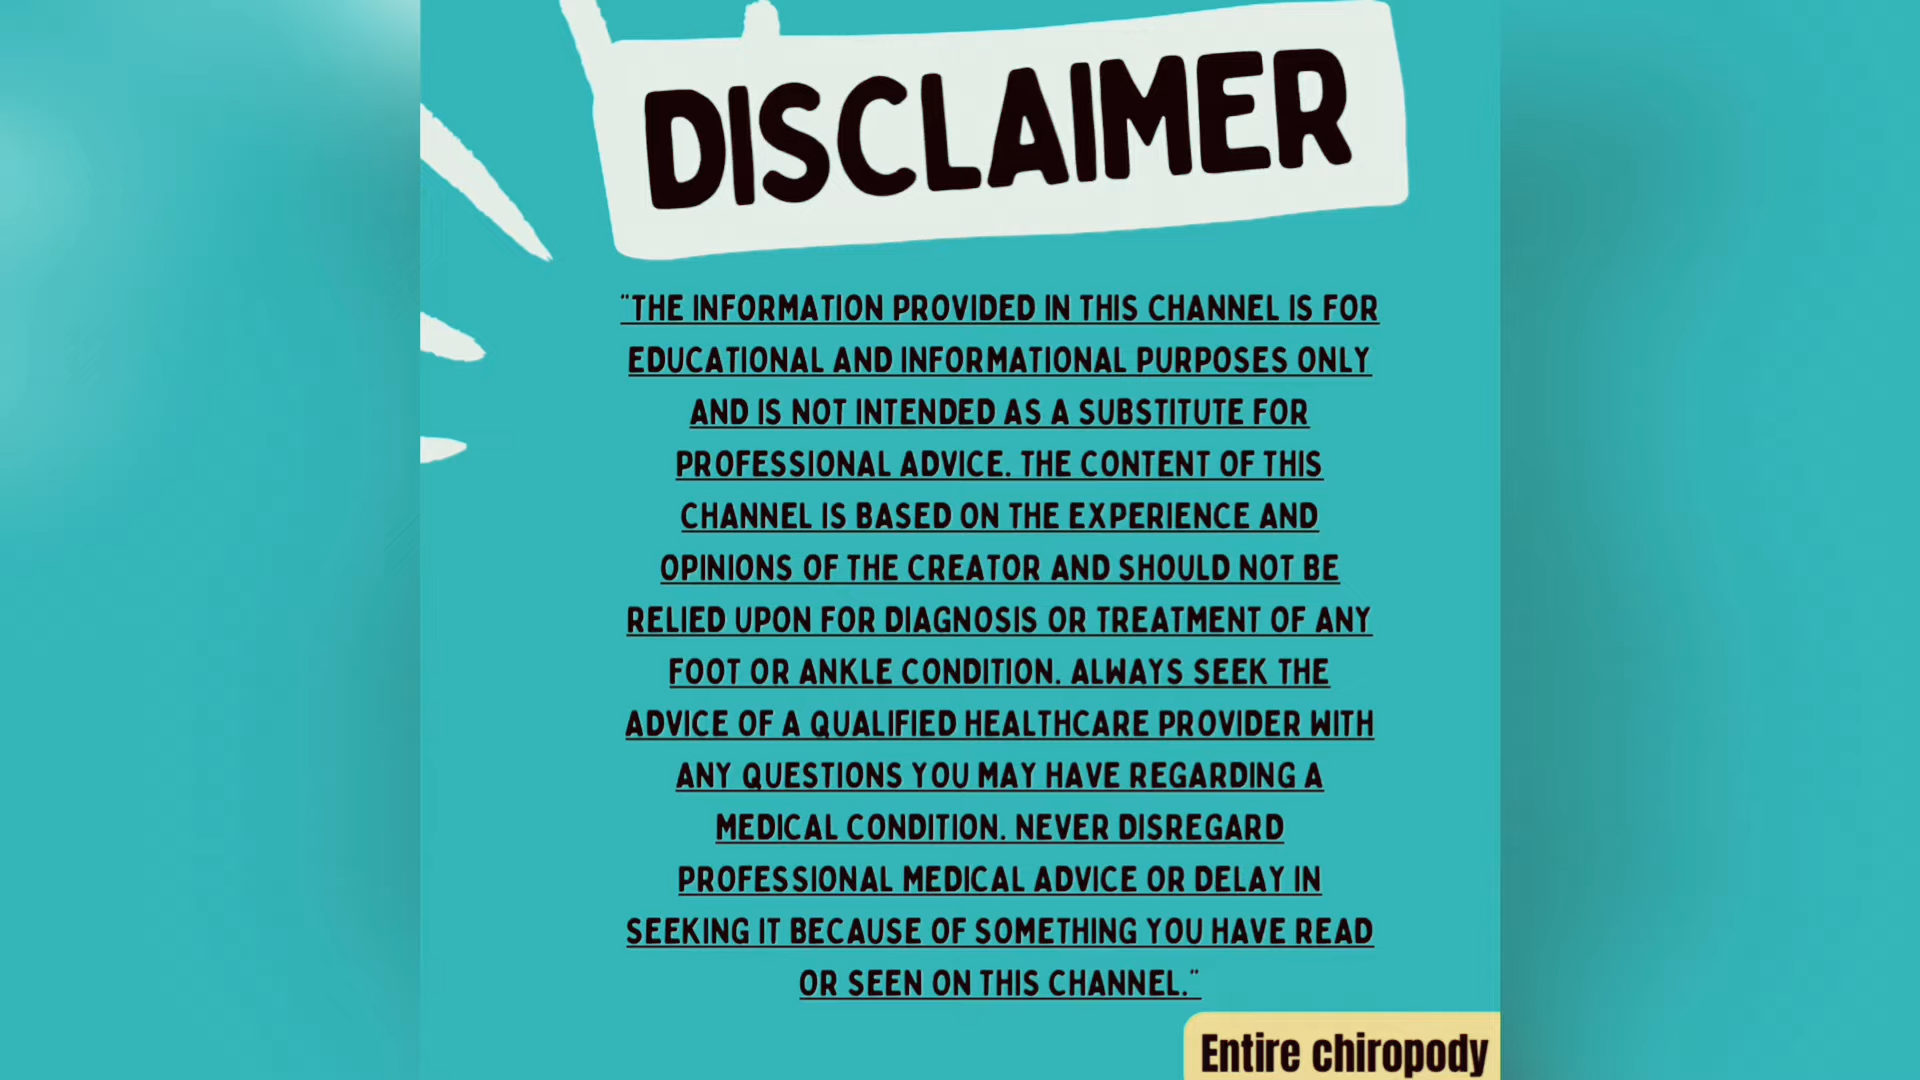 DISCLAIMER
"THE INFORMATION PROVIDED IN THIS CHANNEL IS FOR
EDUCATIONAL AND INFORMATIONAL PURPOSES ONLY
AND IS NOT INTENDED AS A SUBSTITUTE FOR
PROFESSIONAL ADVICE. THE CONTENT OF THIS
CHANNEL IS BASED ON THE EXPERIENCE AND
OPINIONS OF THE CREATOR AND SHOULD NOT BE
RELIED UPON FOR DIAGNOSIS OR TREATMENT OF ANY
FOOT OR ANKLE CONDITION. ALWAYS SEEK THE
ADVICE OF A QUALIFIED HEALTHCARE PROVIDER WITH
ANY QUESTIONS YOU MAY HAVE REGARDING A
MEDICAL CONDITION. NEVER DISREGARD
PROFESSIONAL MEDICAL ADVICE OR DELAY IN
SEEKING IT BECAUSE OF SOMETHING YOU HAVE READ
OR SEEN ON THIS CHANNEL."
Entire chiropody